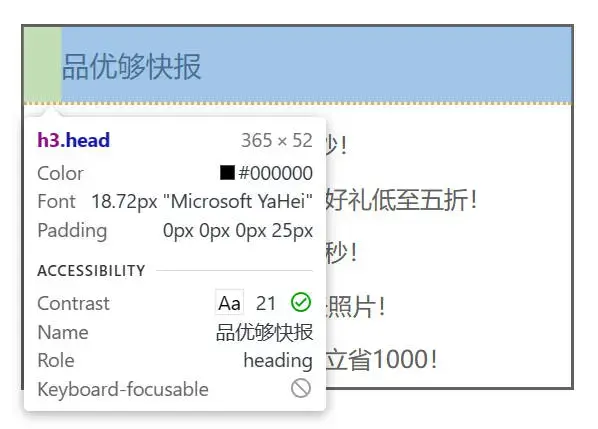 品优够快报
秒！
好礼低至五折！
秒！
照片！
立省1000！
h3.head 365 × 52
Color #000000
Font 18.72px "Microsoft YaHei"
Padding 0px 0px 0px 25px
ACCESSIBILITY
Contrast Aa 21
Name 品优够快报
Role heading
Keyboard-focusable